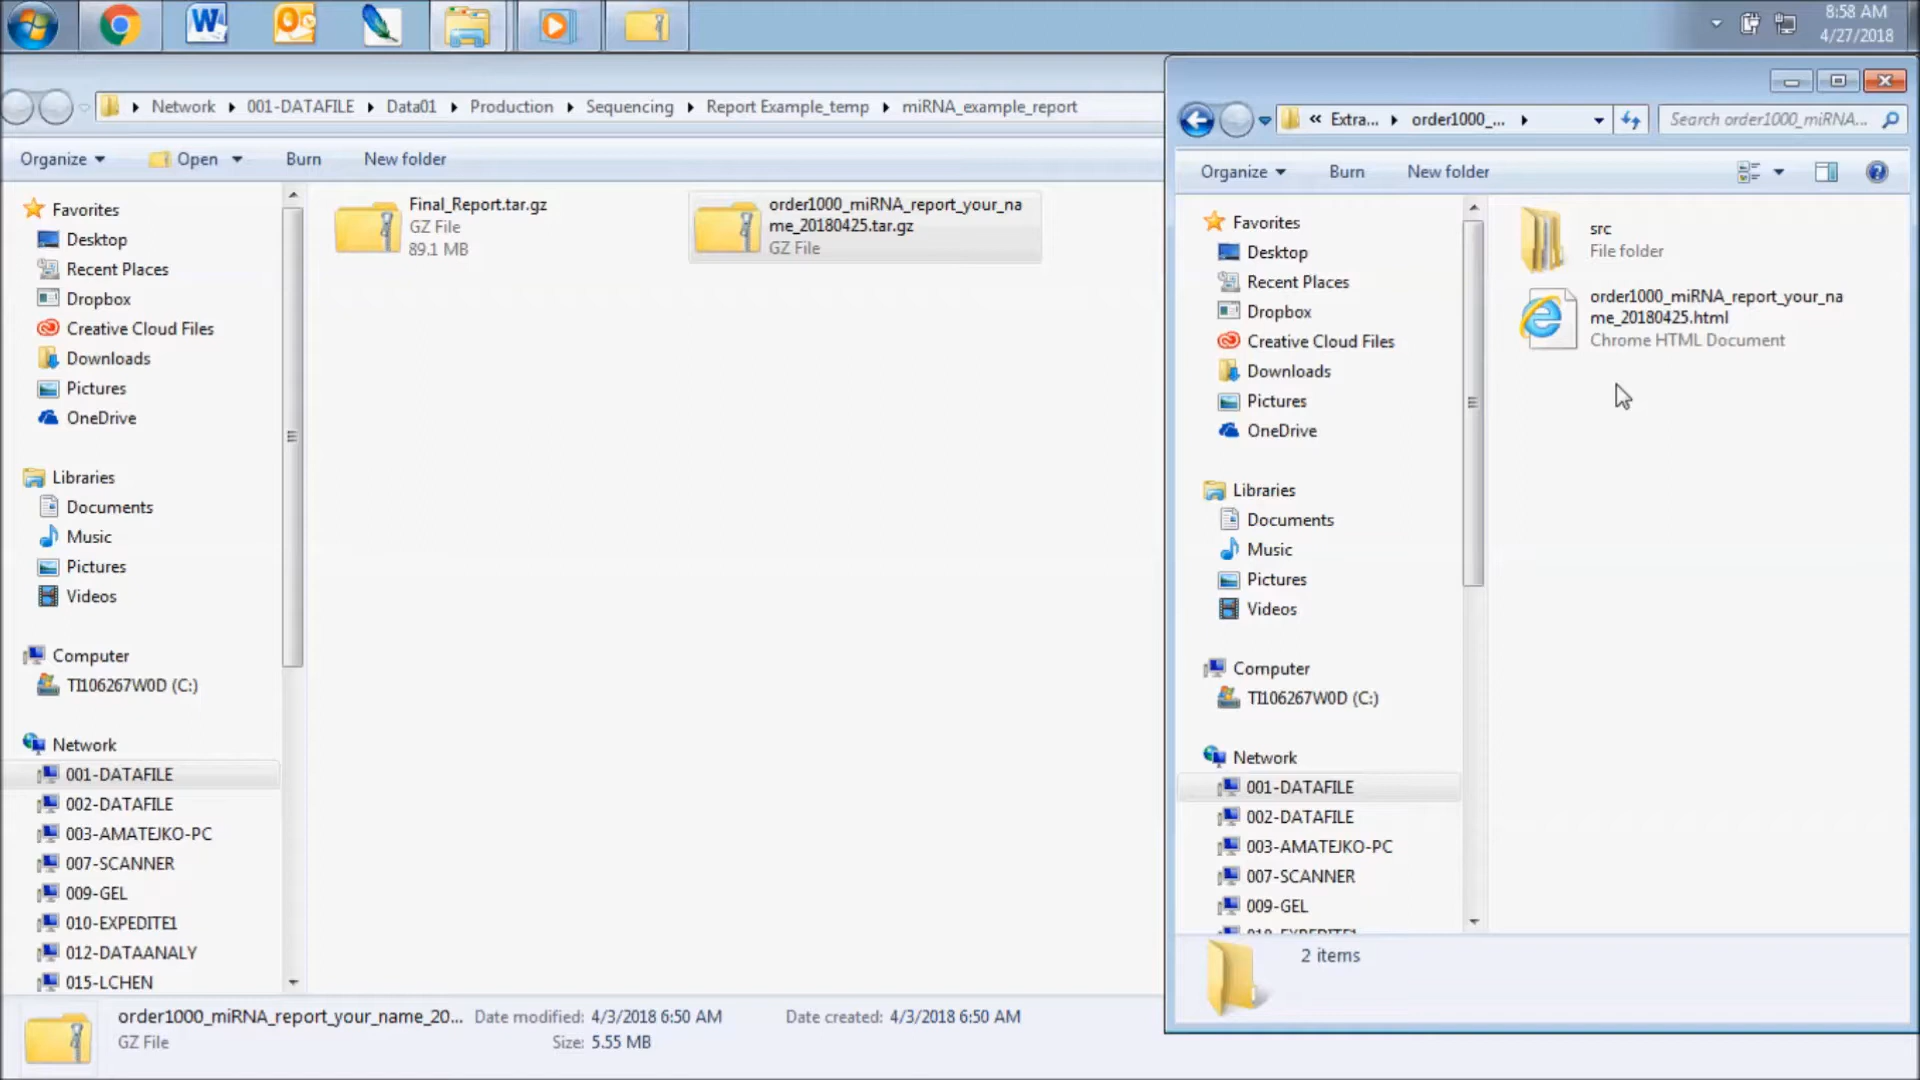 8:58 AM
4/27/2018
Network 001-DATAFILE Data01 Production Sequencing Report Example_temp miRNA_example_report
Organize Open Burn New folder
Favorites
Desktop
Recent Places
Dropbox
Creative Cloud Files
Downloads
Pictures
OneDrive
Libraries
Documents
Music
Pictures
Videos
Computer
TI106267W0D (C:)
Network
001-DATAFILE
002-DATAFILE
003-AMATEJKO-PC
007-SCANNER
009-GEL
010-EXPEDITE1
012-DATAANALY
015-LCHEN
Final_Report.tar.gz
GZ File
89.1 MB
order1000_miRNA_report_your_na
me_20180425.tar.gz
GZ File
order1000_miRNA_report_your_name_20... Date modified: 4/3/2018 6:50 AM Date created: 4/3/2018 6:50 AM
GZ File Size: 5.55 MB
« Extra... order1000_... Search order1000_miRNA...
Organize Burn New folder
Favorites
Desktop
Recent Places
Dropbox
Creative Cloud Files
Downloads
Pictures
OneDrive
Libraries
Documents
Music
Pictures
Videos
Computer
TI106267W0D (C:)
Network
001-DATAFILE
002-DATAFILE
003-AMATEJKO-PC
007-SCANNER
009-GEL
src
File folder
order1000_miRNA_report_your_na
me_20180425.html
Chrome HTML Document
2 items